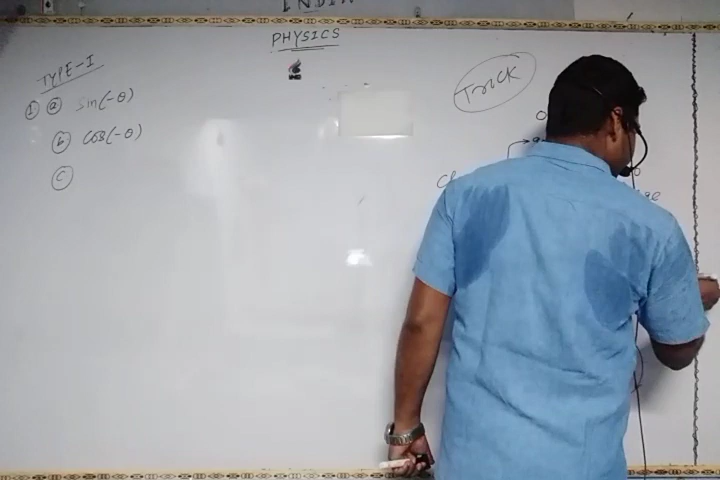 INDIA
PHYSICS
TYPE-I
① ⓐ sin(-θ)
ⓑ cos(-θ)
ⓒ
Trick